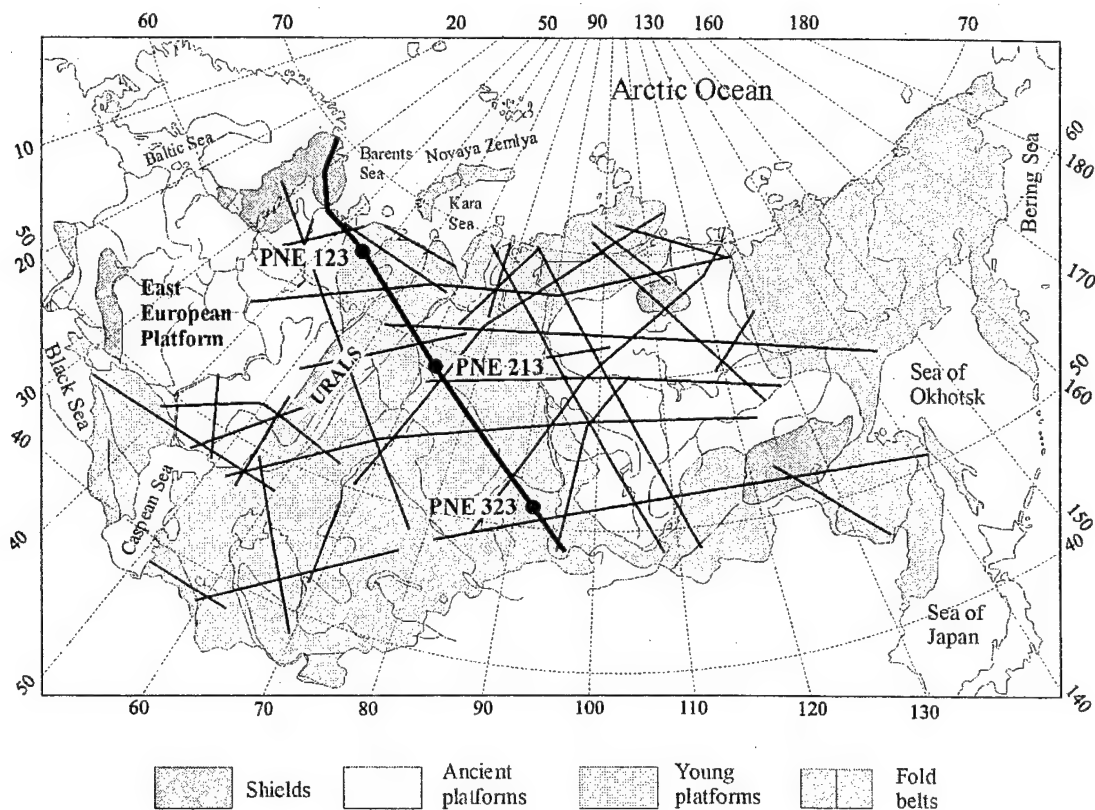 60 70 20 50 90 130 160 180 70
Arctic Ocean
Baltic Sea
Barents
Sea
Novaya Zemlya
Kara
Sea
Bering Sea
10
60
180
50
20
PNE 123
170
East
European
Platform
URALS
PNE 213
Black Sea
30
Sea of
Okhotsk
50
160
40
Caspean Sea
PNE 323
40
150
40
Sea of
Japan
50
140
60 70 80 90 100 110 120 130
Shields
Ancient
platforms
Young
platforms
Fold
belts